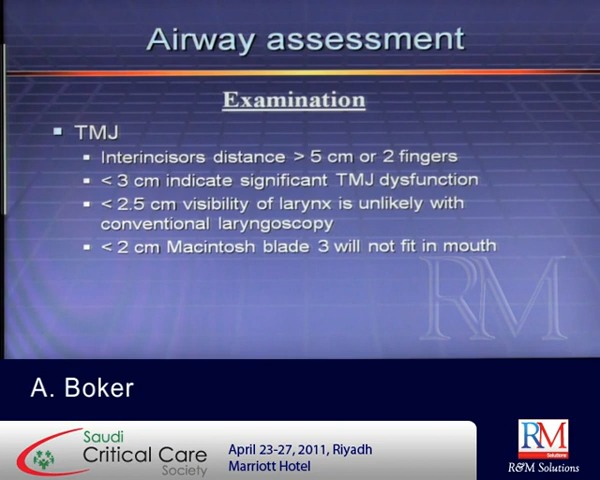 Airway assessment
Examination
▪ TMJ
▪ Interincisors distance > 5 cm or 2 fingers
▪ < 3 cm indicate significant TMJ dysfunction
▪ < 2.5 cm visibility of larynx is unlikely with
conventional laryngoscopy
▪ < 2 cm Macintosh blade 3 will not fit in mouth
RM
A. Boker
Saudi
Critical Care
Society
April 23-27, 2011, Riyadh
Marriott Hotel
RM
Solutions
R&M Solutions